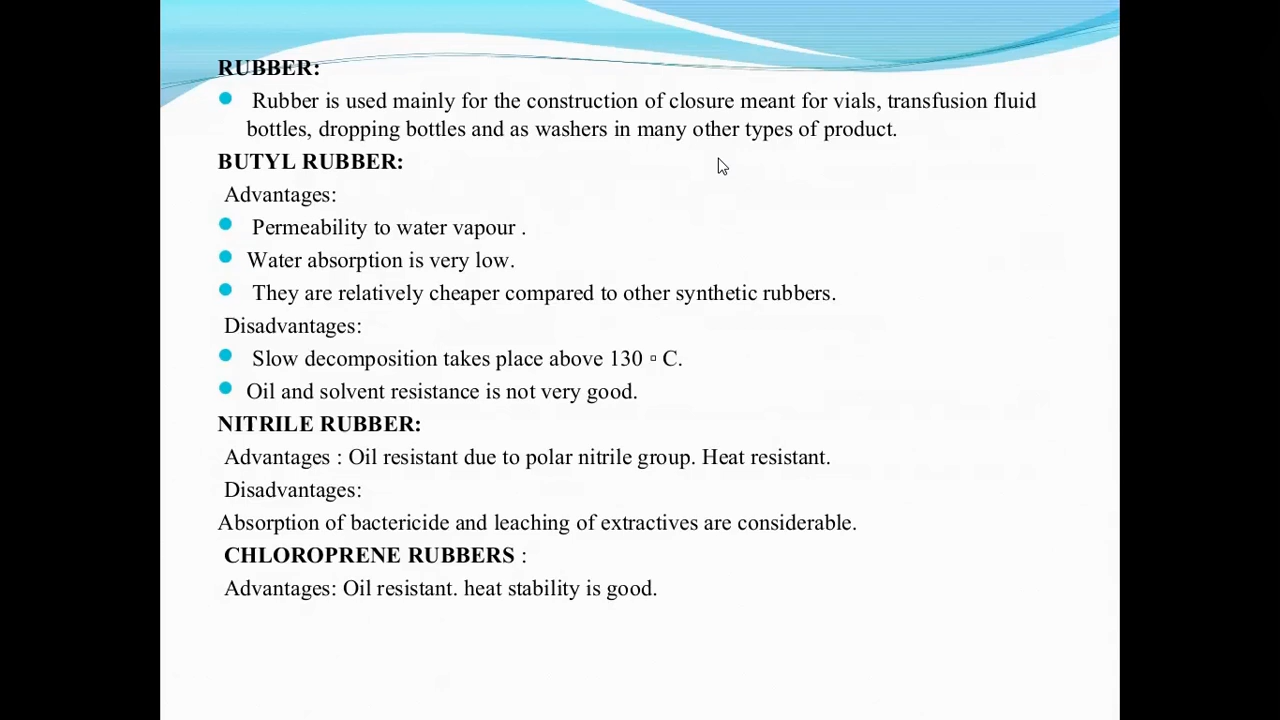 RUBBER:
Rubber is used mainly for the construction of closure meant for vials, transfusion fluid
bottles, dropping bottles and as washers in many other types of product.
BUTYL RUBBER:
Advantages:
Permeability to water vapour .
Water absorption is very low.
They are relatively cheaper compared to other synthetic rubbers.
Disadvantages:
Slow decomposition takes place above 130 ▫ C.
Oil and solvent resistance is not very good.
NITRILE RUBBER:
Advantages : Oil resistant due to polar nitrile group. Heat resistant.
Disadvantages:
Absorption of bactericide and leaching of extractives are considerable.
CHLOROPRENE RUBBERS :
Advantages: Oil resistant. heat stability is good.